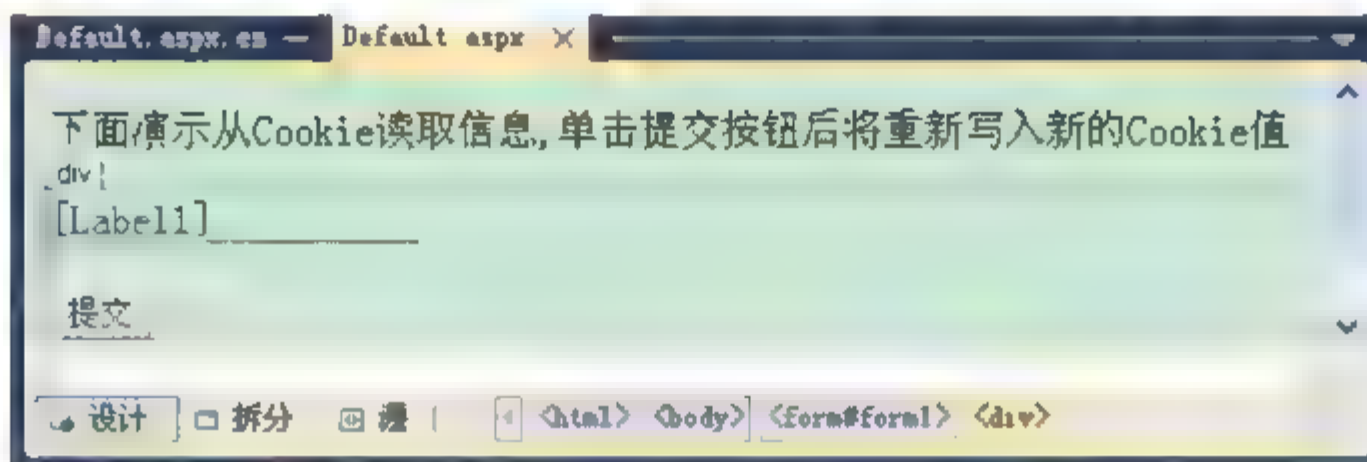 Default.aspx.cs Default.aspx
下面演示从Cookie读取信息,单击提交按钮后将重新写入新的Cookie值
div
[Label1]
提交
设计 拆分 源 <html> <body> <form#form1> <div>